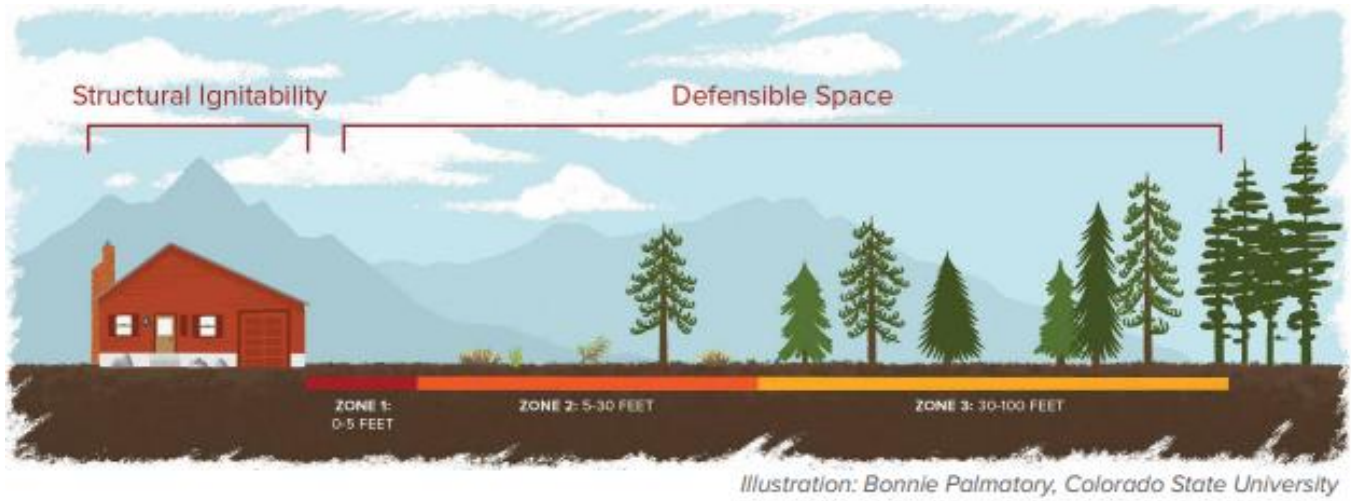 Structural Ignitability
Defensible Space
ZONE 1:
0-5 FEET
ZONE 2: 5-30 FEET
ZONE 3: 30-100 FEET
Illustration: Bonnie Palmatory, Colorado State University